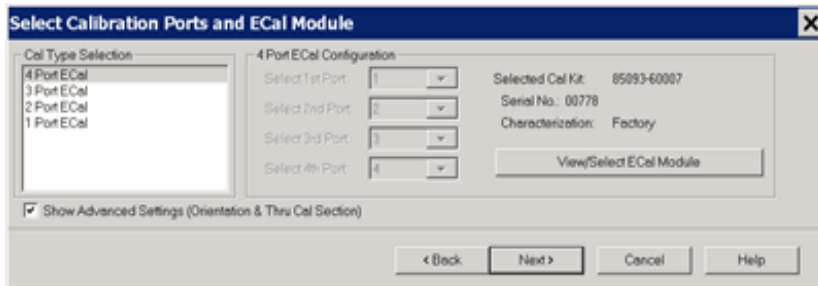 Select Calibration Ports and ECal Module
Cal Type Selection
4 Port ECal
3 Port ECal
2 Port ECal
1 Port ECal
4 Port ECal Configuration
Select 1st Port: 1
Select 2nd Port: 2
Select 3rd Port: 3
Select 4th Port: 4
Selected Cal Kit: 85093-60007
Serial No.: 00778
Characterization: Factory
View/Select ECal Module
Show Advanced Settings (Orientation & Thru Cal Section)
< Back Next > Cancel Help